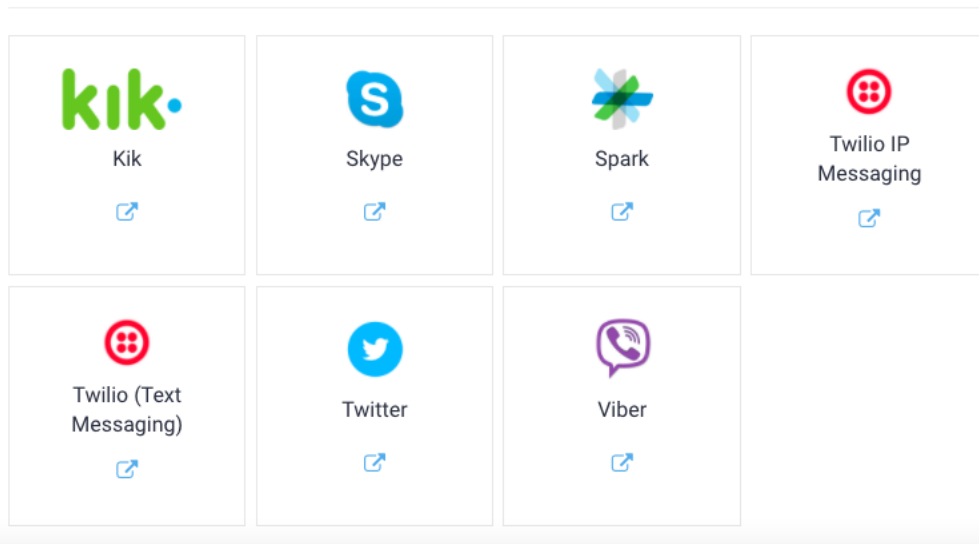 kik
Kik
S
Skype
Spark
Twilio IP
Messaging
Twilio (Text
Messaging)
Twitter
Viber